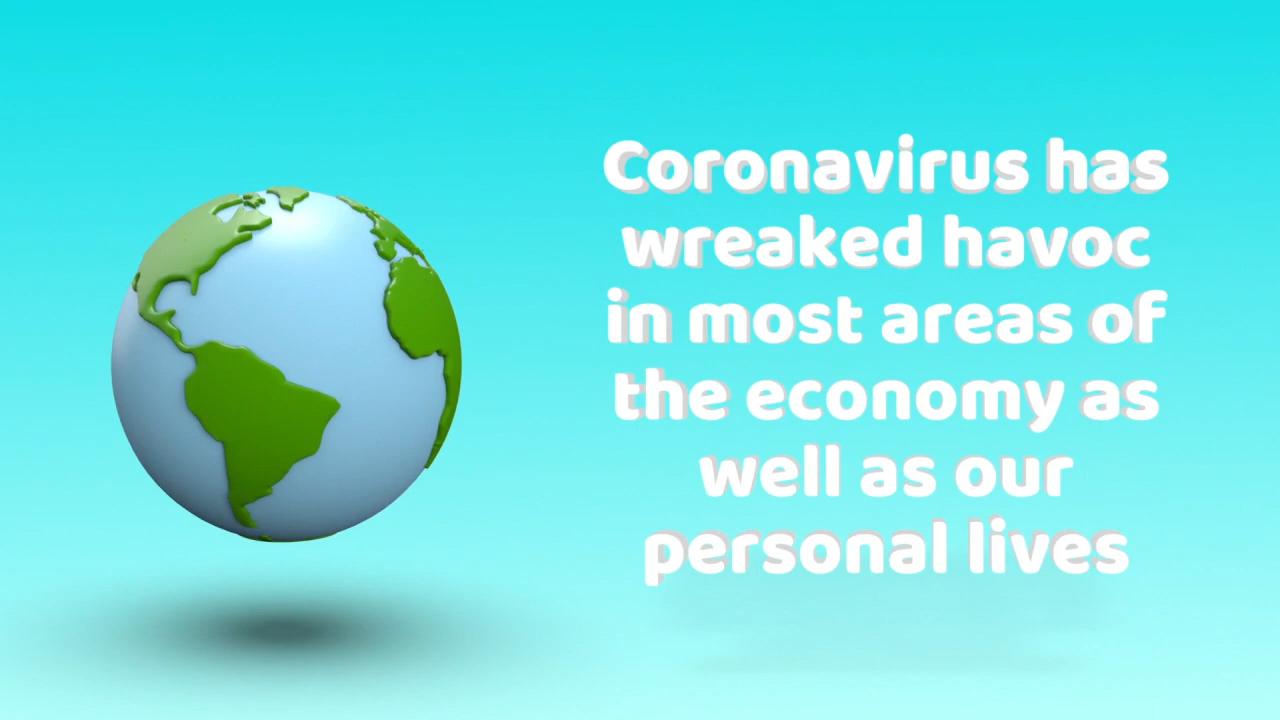 Coronavirus has
wreaked havoc
in most areas of
the economy as
well as our
personal lives